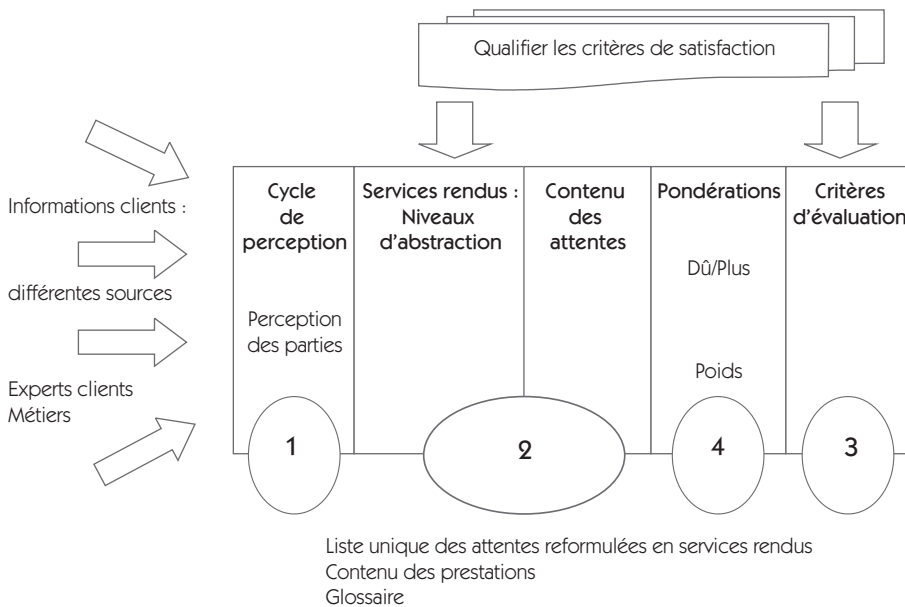 Qualifier les critères de satisfaction
Informations clients :
différentes sources
Experts clients
Métiers
Cycle
de
perception
Perception
des parties
Services rendus :
Niveaux
d'abstraction
Contenu
des
attentes
Pondérations
Dû/Plus
Poids
Critères
d'évaluation
1
2
4
3
Liste unique des attentes reformulées en services rendus
Contenu des prestations
Glossaire